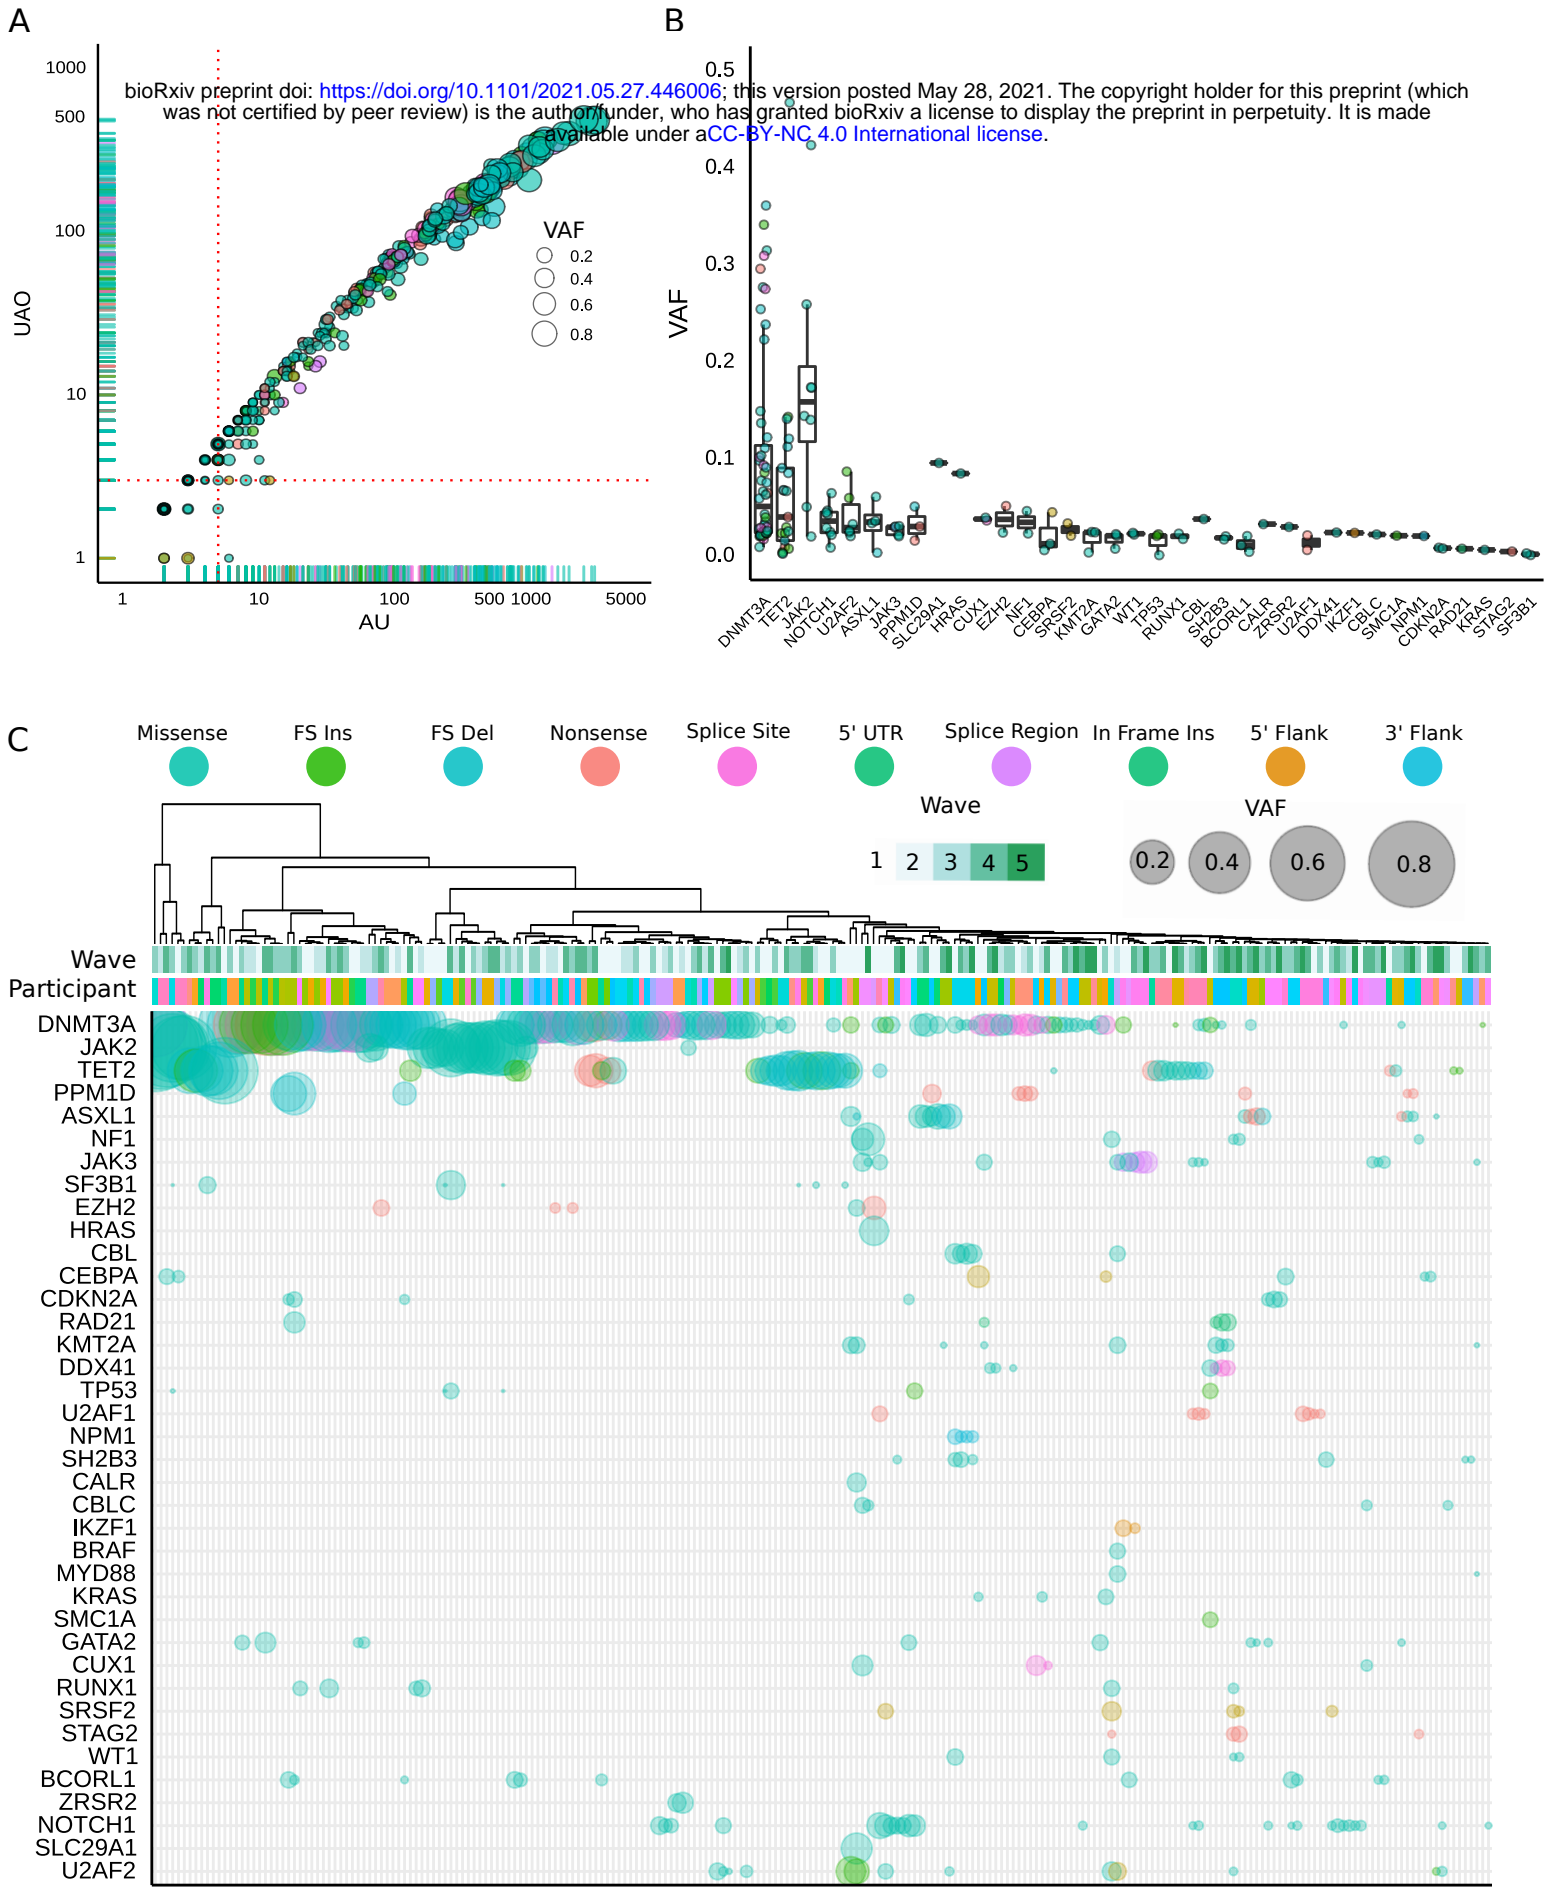 A
B
bioRxiv preprint doi: https://doi.org/10.1101/2021.05.27.446006; this version posted May 28, 2021. The copyright holder for this preprint (which
was not certified by peer review) is the author/funder, who has granted bioRxiv a license to display the preprint in perpetuity. It is made
available under aCC-BY-NC 4.0 International license.
1000
500
100
10
1
UAO
VAF
0.2
0.4
0.6
0.8
1 10 100 500 1000 5000
AU
0.5
0.4
0.3
0.2
0.1
0.0
VAF
DNMT3A TET2 JAK2 NOTCH1 U2AF2 ASXL1 JAK3 PPM1D SLC29A1 HRAS CUX1 EZH2 NF1 CEBPA SRSF2 KMT2A GATA2 WT1 TP53 RUNX1 CBL SH2B3 BCORL1 CALR ZRSR2 U2AF1 DDX41 IKZF1 CBLC SMC1A NPM1 CDKN2A RAD21 KRAS STAG2 SF3B1
C
Missense FS Ins FS Del Nonsense Splice Site 5' UTR Splice Region In Frame Ins 5' Flank 3' Flank
Wave
1 2 3 4 5
VAF
0.2 0.4 0.6 0.8
Wave
Participant
DNMT3A
JAK2
TET2
PPM1D
ASXL1
NF1
JAK3
SF3B1
EZH2
HRAS
CBL
CEBPA
CDKN2A
RAD21
KMT2A
DDX41
TP53
U2AF1
NPM1
SH2B3
CALR
CBLC
IKZF1
BRAF
MYD88
KRAS
SMC1A
GATA2
CUX1
RUNX1
SRSF2
STAG2
WT1
BCORL1
ZRSR2
NOTCH1
SLC29A1
U2AF2